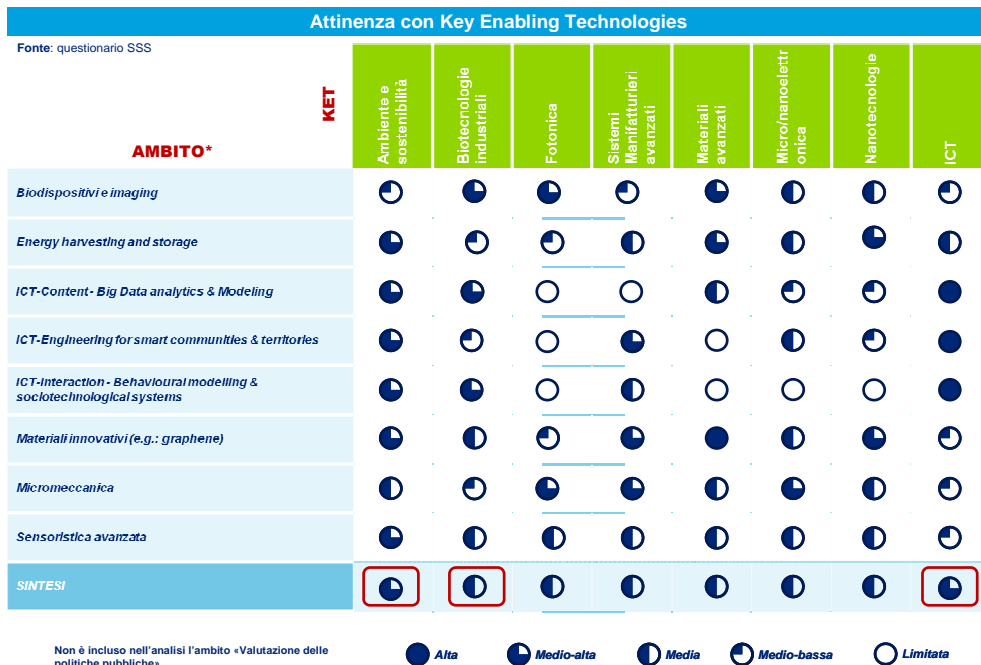 Attinenza con Key Enabling Technologies
Fonte: questionario SSS
KET
AMBITO*
Ambiente e
sostenibilità
Biotecnologie
industriali
Fotonica
Sistemi
Manifatturieri
avanzati
Materiali
avanzati
Micro/nanoelettr
onica
Nanotecnologie
ICT
Biodispositivi e imaging
Energy harvesting and storage
ICT-Content - Big Data analytics & Modeling
ICT-Engineering for smart communities & territories
ICT-Interaction - Behavioural modelling &
sociotechnological systems
Materiali innovativi (e.g.: graphene)
Micromeccanica
Sensoristica avanzata
SINTESI
Non è incluso nell'analisi l'ambito «Valutazione delle
politiche pubbliche»
Alta
Medio-alta
Media
Medio-bassa
Limitata